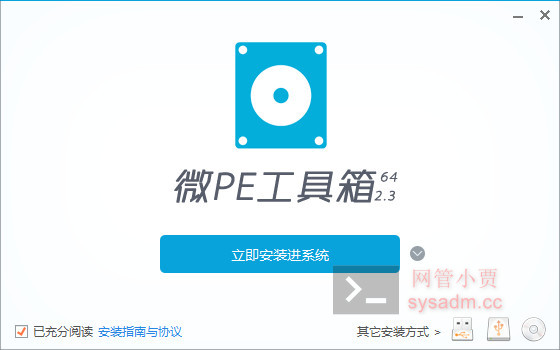 微PE工具箱 64
2.3
立即安装进系统
网管小贾
sysadm.cc
已充分阅读 安装指南与协议
其它安装方式 >